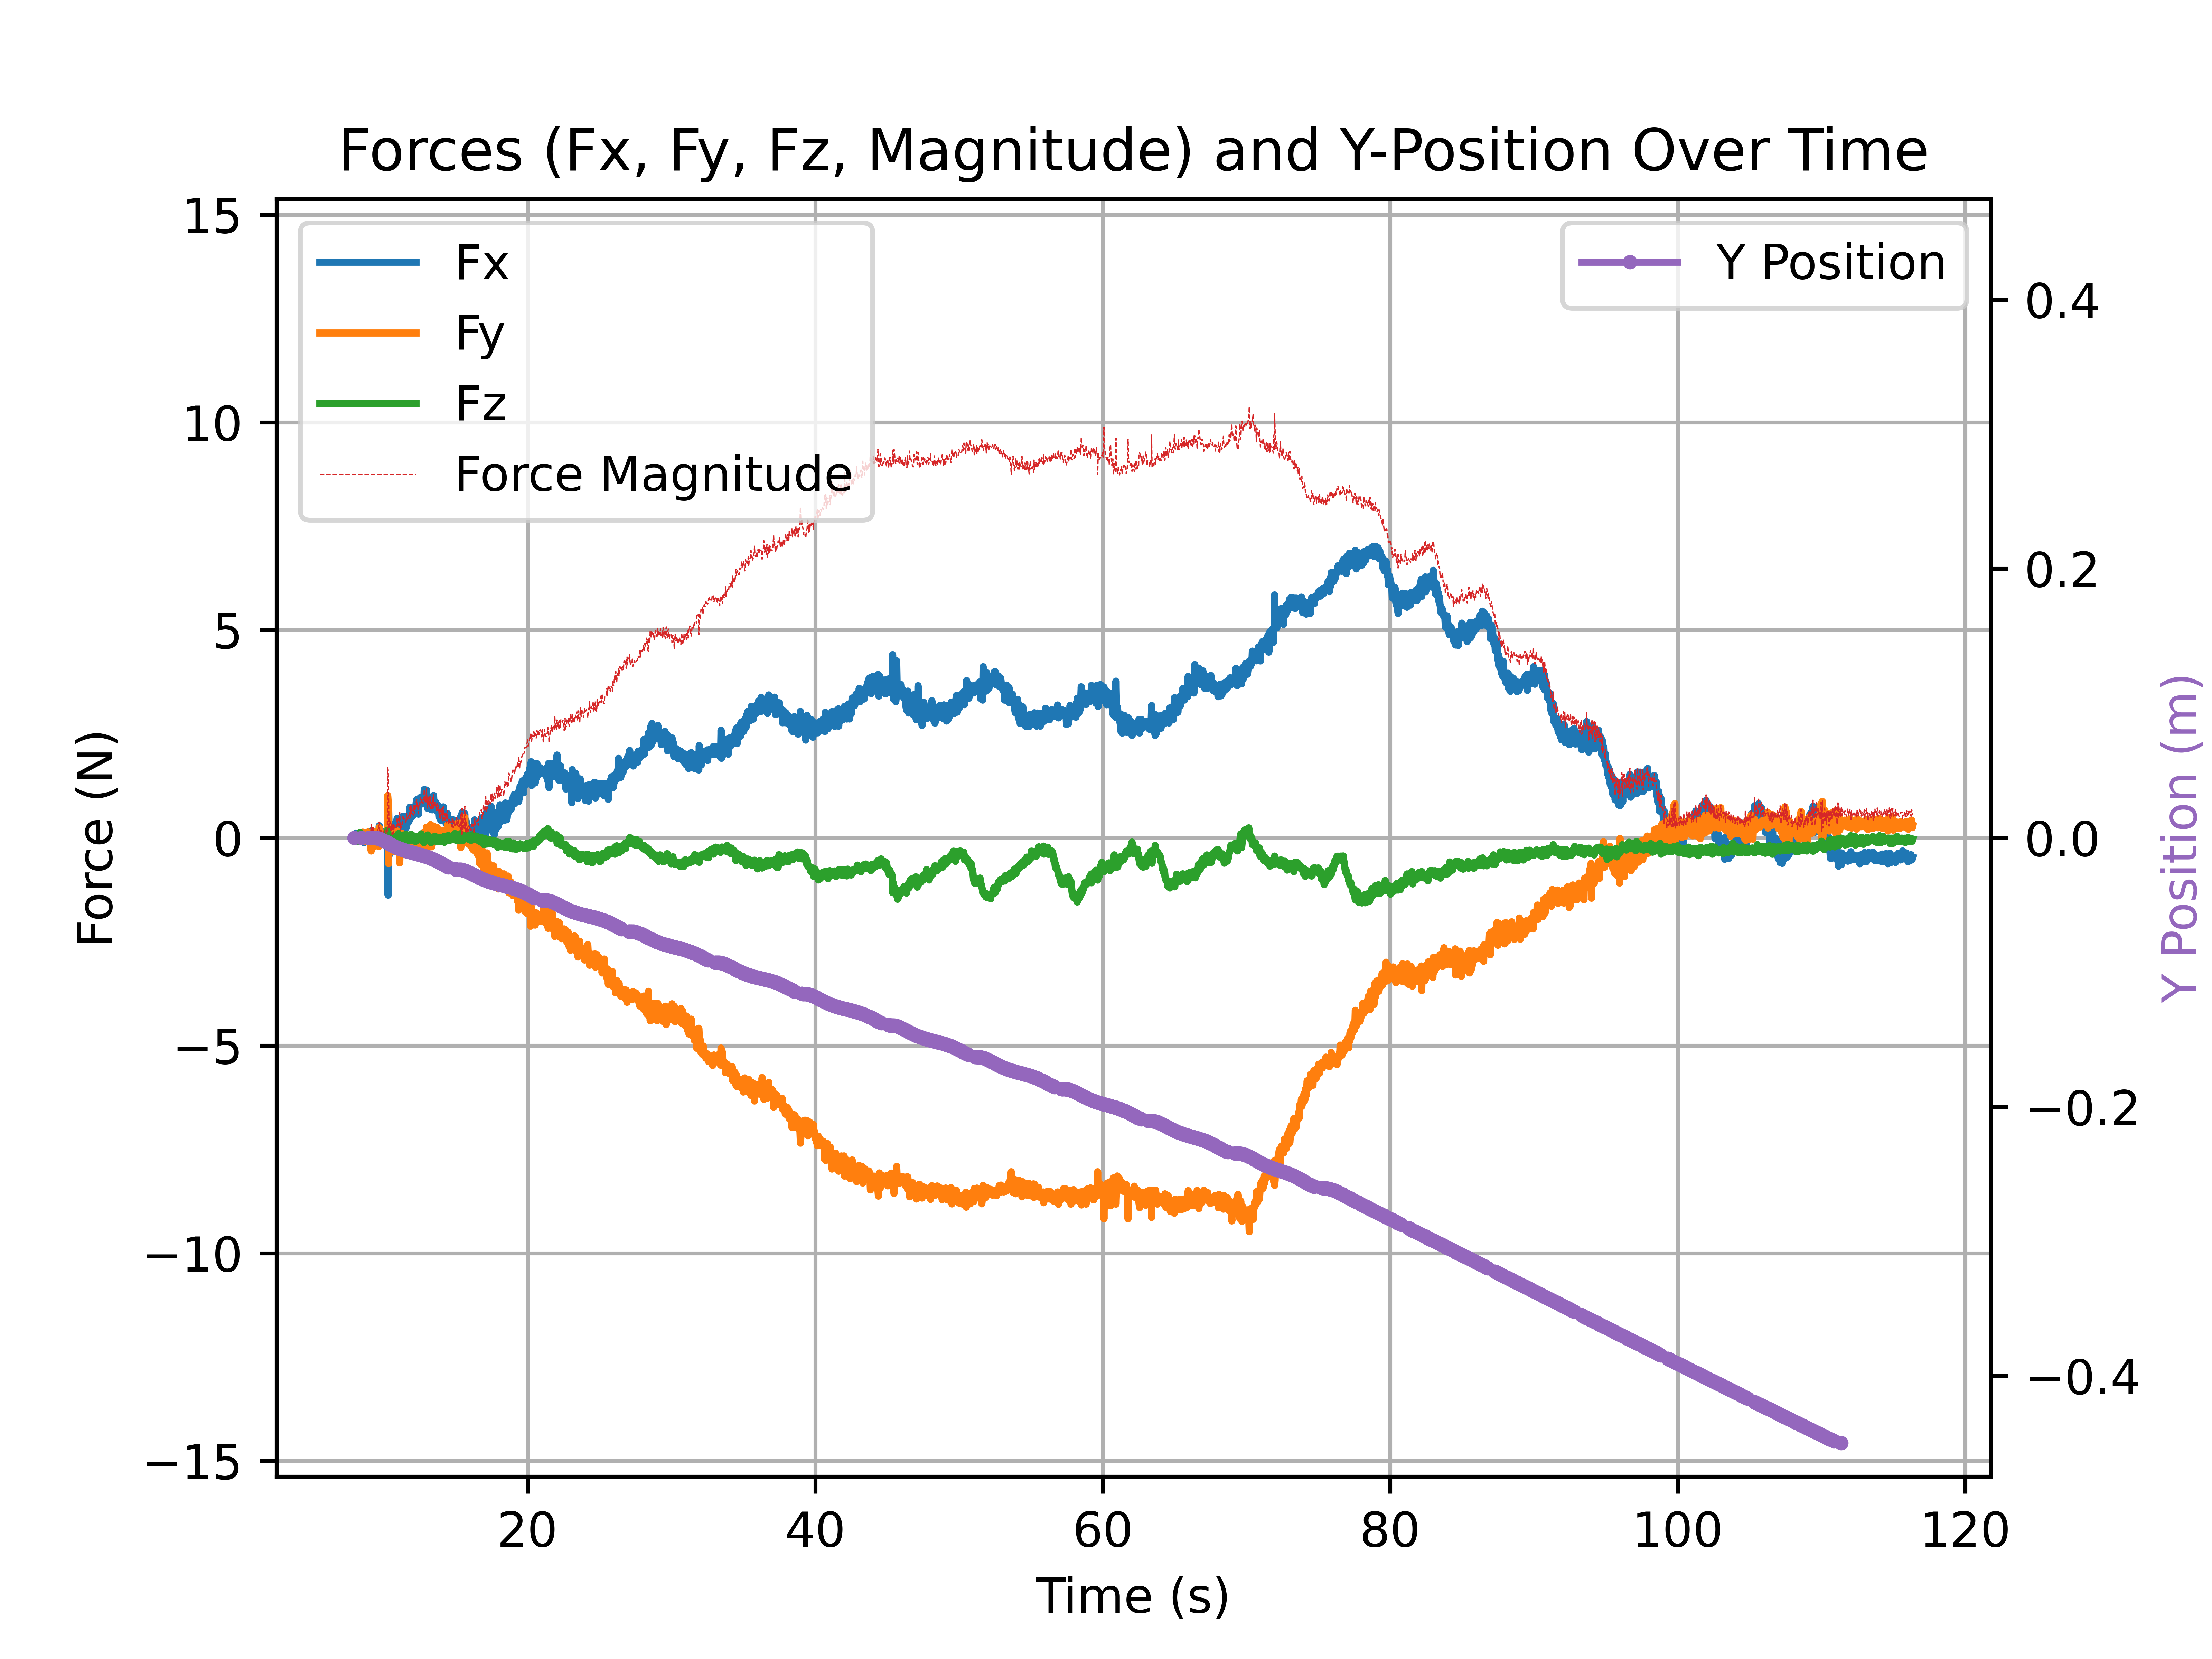 Forces (Fx, Fy, Fz, Magnitude) and Y-Position Over Time
Fx
Fy
Fz
Force Magnitude
Y Position
15
10
5
0
−5
−10
−15
Force (N)
0.4
0.2
0.0
−0.2
−0.4
Y Position (m)
20 40 60 80 100 120
Time (s)